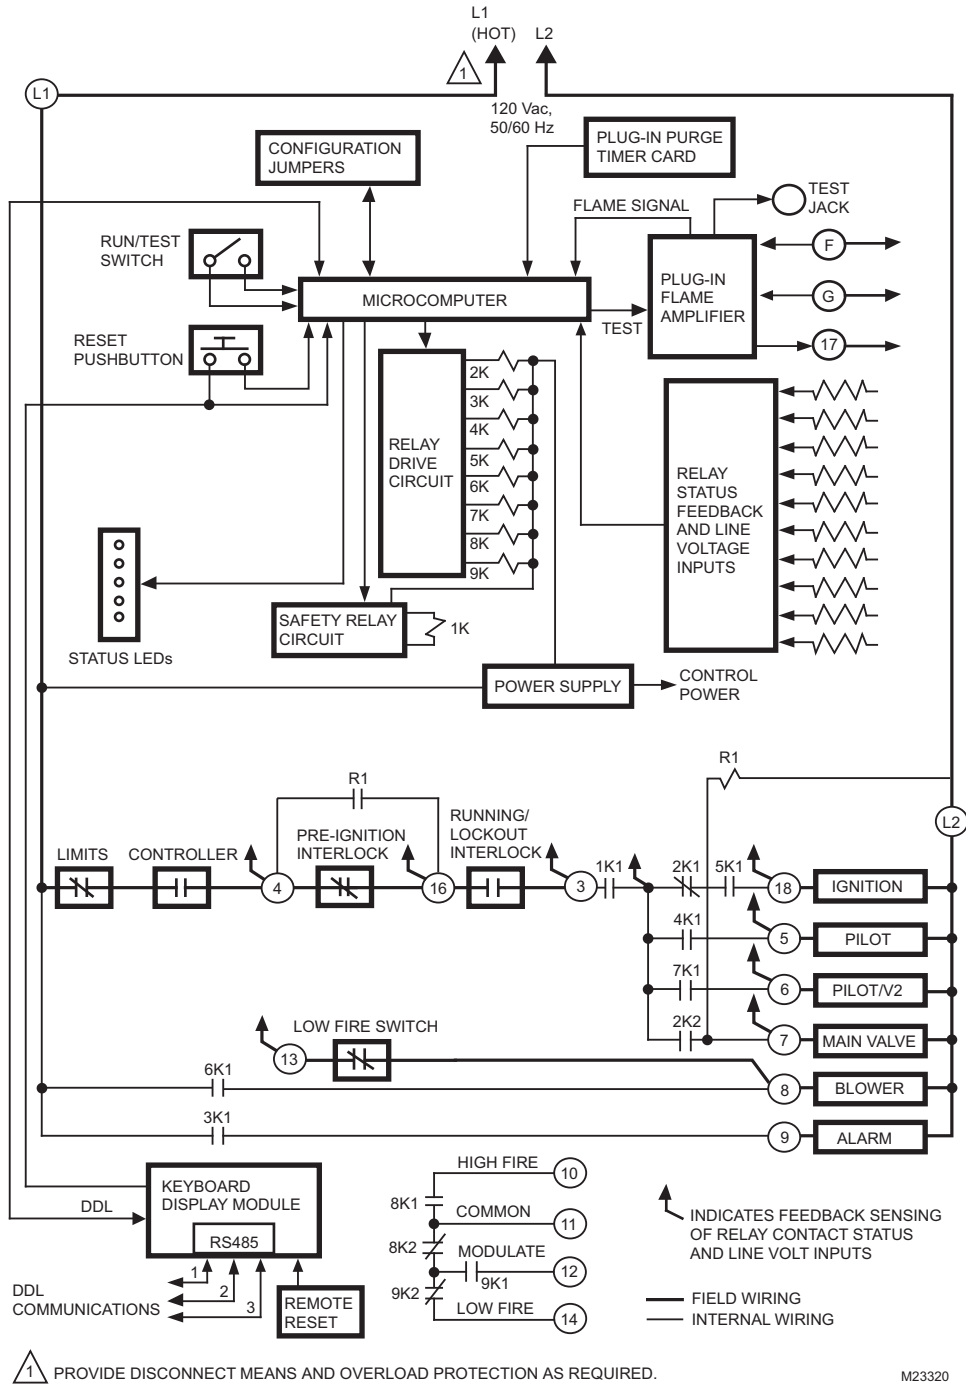 L1
(HOT)
L2
1
L1
120 Vac,
50/60 Hz
CONFIGURATION
JUMPERS
PLUG-IN PURGE
TIMER CARD
FLAME SIGNAL
TEST
JACK
RUN/TEST
SWITCH
F
PLUG-IN
FLAME
AMPLIFIER
MICROCOMPUTER
G
TEST
RESET
PUSHBUTTON
17
RELAY
DRIVE
CIRCUIT
2K
3K
4K
5K
6K
7K
8K
9K
RELAY
STATUS
FEEDBACK
AND LINE
VOLTAGE
INPUTS
SAFETY RELAY
CIRCUIT
1K
STATUS LEDs
POWER SUPPLY
CONTROL
POWER
R1
R1
L2
LIMITS
CONTROLLER
PRE-IGNITION
INTERLOCK
RUNNING/
LOCKOUT
INTERLOCK
4
16
3
1K1
2K1
5K1
18
IGNITION
4K1
5
PILOT
7K1
6
PILOT/V2
2K2
7
MAIN VALVE
LOW FIRE SWITCH
13
6K1
8
BLOWER
3K1
9
ALARM
KEYBOARD
DISPLAY MODULE
DDL
RS485
1
2
3
DDL
COMMUNICATIONS
REMOTE
RESET
HIGH FIRE
10
8K1
COMMON
11
8K2
MODULATE
12
9K1
9K2
LOW FIRE
14
INDICATES FEEDBACK SENSING
OF RELAY CONTACT STATUS
AND LINE VOLT INPUTS
FIELD WIRING
INTERNAL WIRING
1 PROVIDE DISCONNECT MEANS AND OVERLOAD PROTECTION AS REQUIRED.
M23320